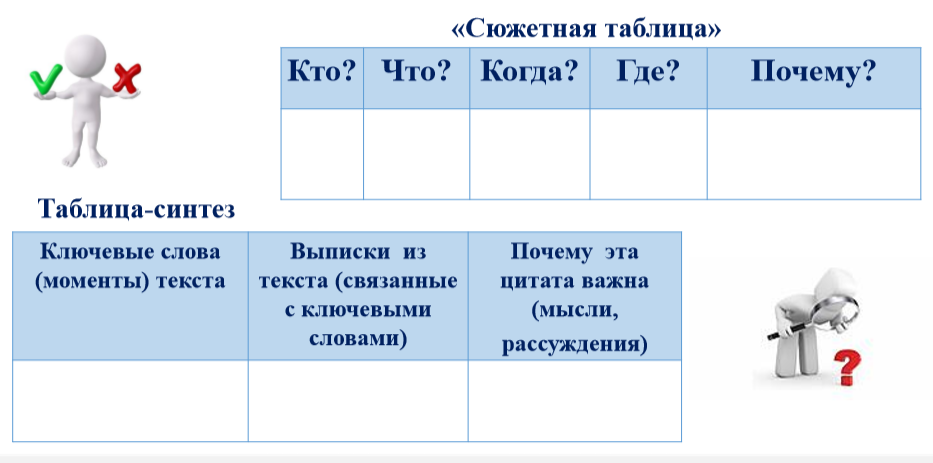 «Сюжетная таблица»
Кто? Что? Когда? Где? Почему?
Таблица-синтез
Ключевые слова
(моменты) текста
Выписки из
текста (связанные
с ключевыми
словами)
Почему эта
цитата важна
(мысли,
рассуждения)